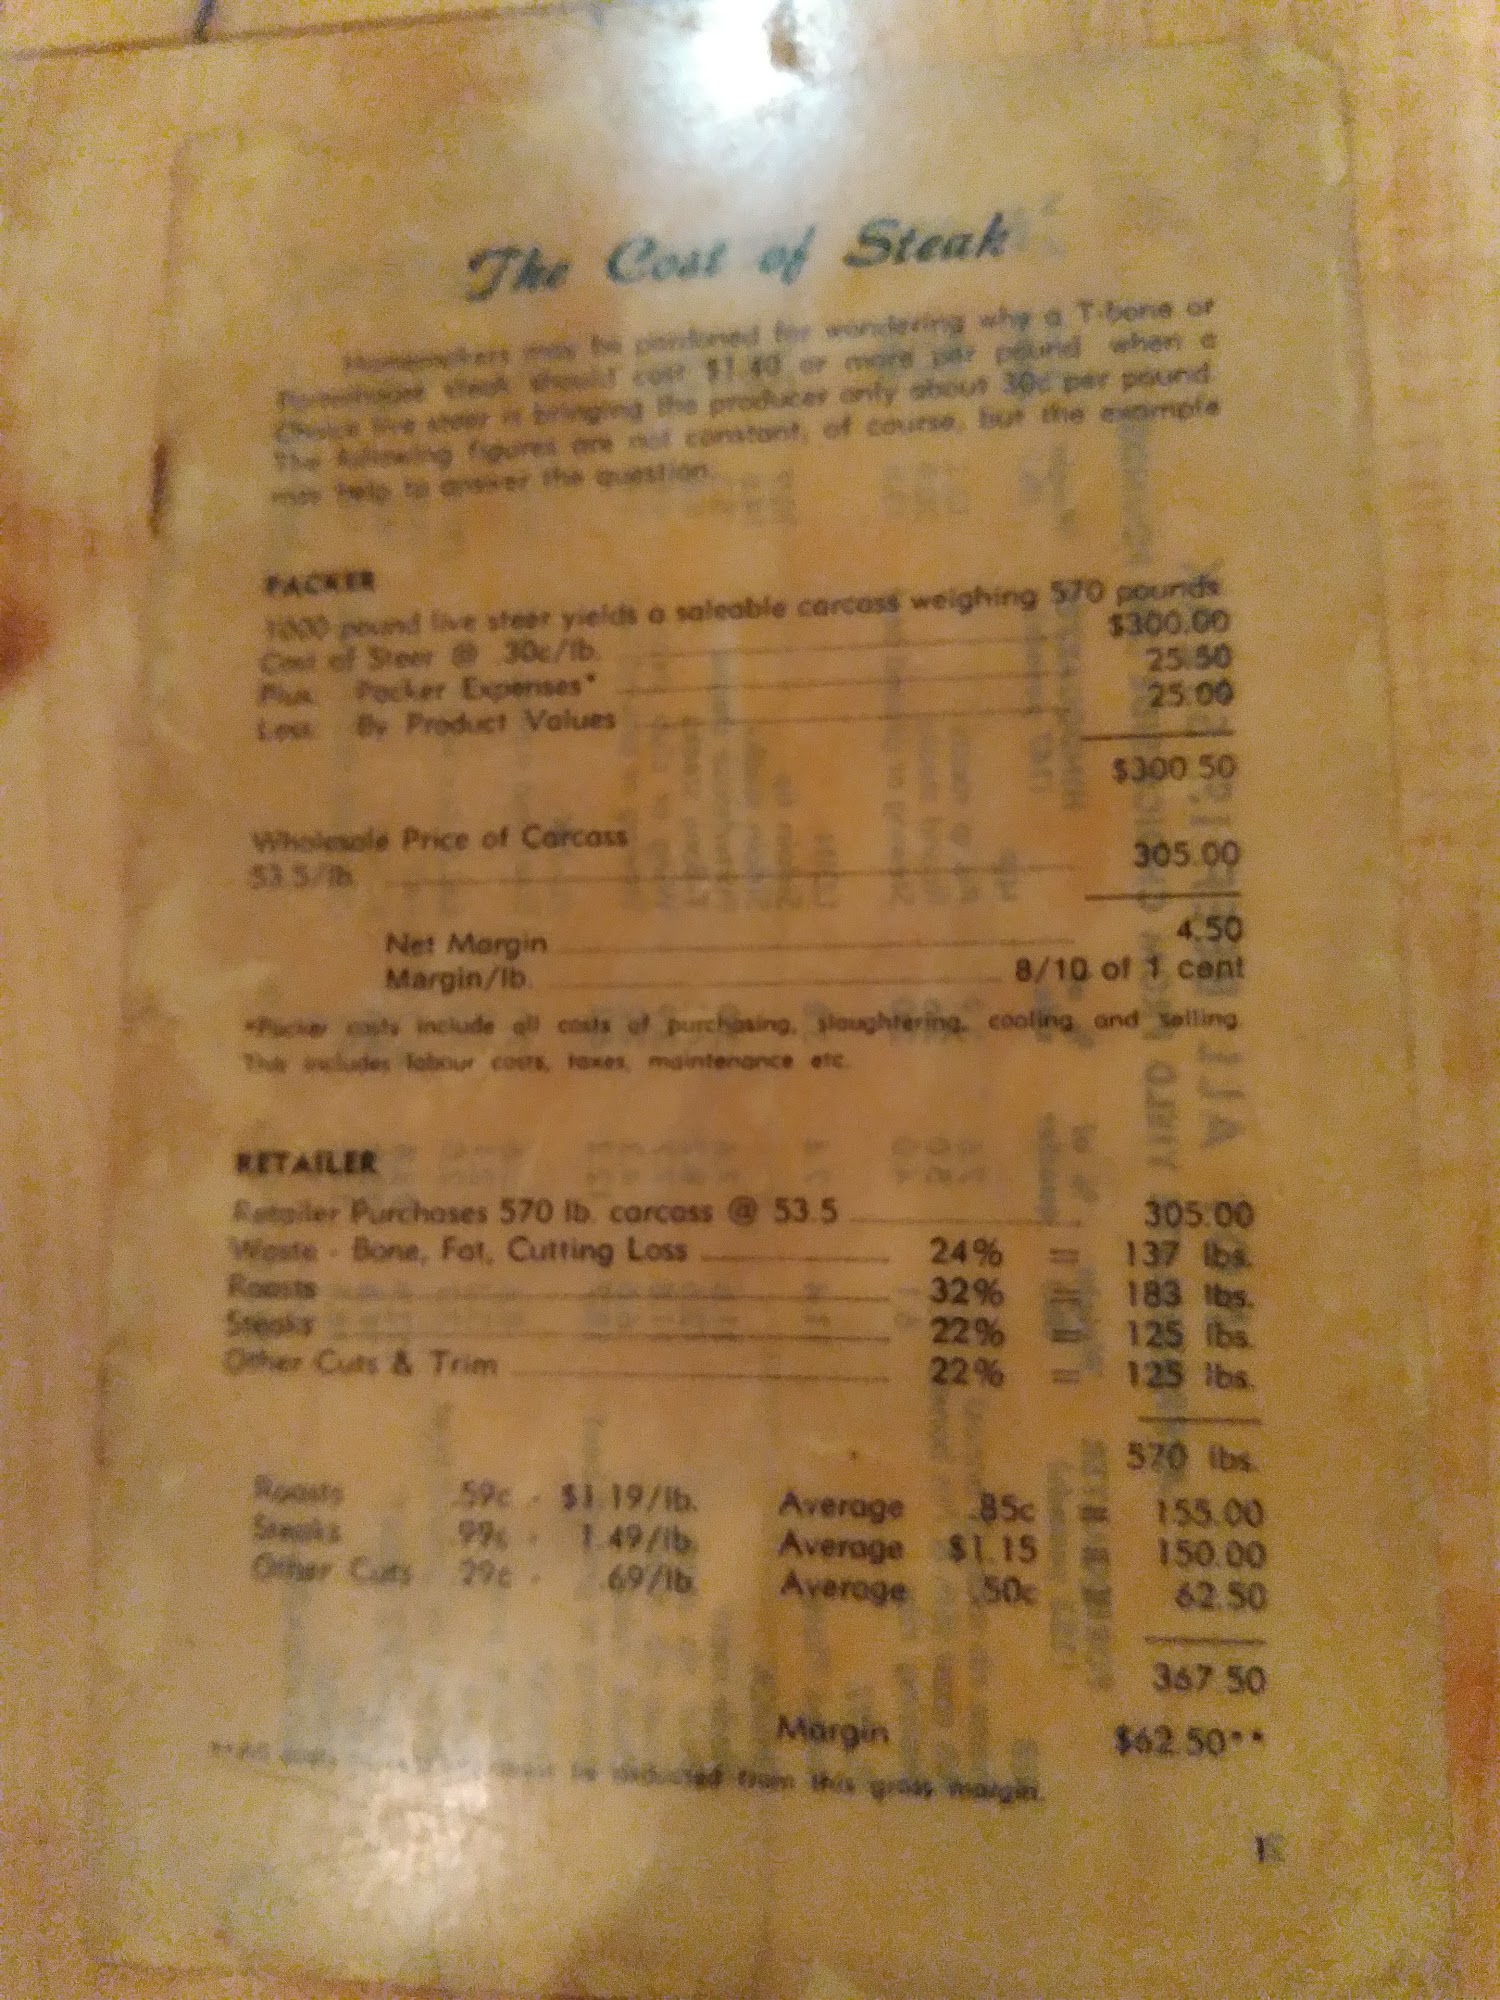 The Cost of Steak
Homemakers may be pardoned for wondering why a T-bone or
Porterhouse steak should cost $1.40 or more per pound when a
Choice live steer is bringing the producer only about 30c per pound.
The following figures are not constant, of course, but the example
may help to answer the question.
PACKER
1000 pound live steer yields a saleable carcass weighing 570 pounds
Cost of Steer @ .30c/lb. $300.00
Plus: Packer Expenses* 25.50
Less: By Product Values 25.00
$300.50
Wholesale Price of Carcass
53.5/lb. 305.00
Net Margin 4.50
Margin/lb. 8/10 of 1 cent
*Packer costs include all costs of purchasing, slaughtering, cooling and selling
This includes labour costs, taxes, maintenance etc.
RETAILER
Retailer Purchases 570 lb. carcass @ 53.5 305.00
Waste - Bone, Fat, Cutting Loss 24% = 137 lbs.
Roasts 32% = 183 lbs.
Steaks 22% = 125 lbs.
Other Cuts & Trim 22% = 125 lbs.
570 lbs.
Roasts .59c - $1.19/lb. Average .85c = 155.00
Steaks .99c - 1.49/lb. Average $1.15 = 150.00
Other Cuts .29c - .69/lb. Average .50c = 62.50
367.50
Margin $62.50**
must be deducted from this gross margin.